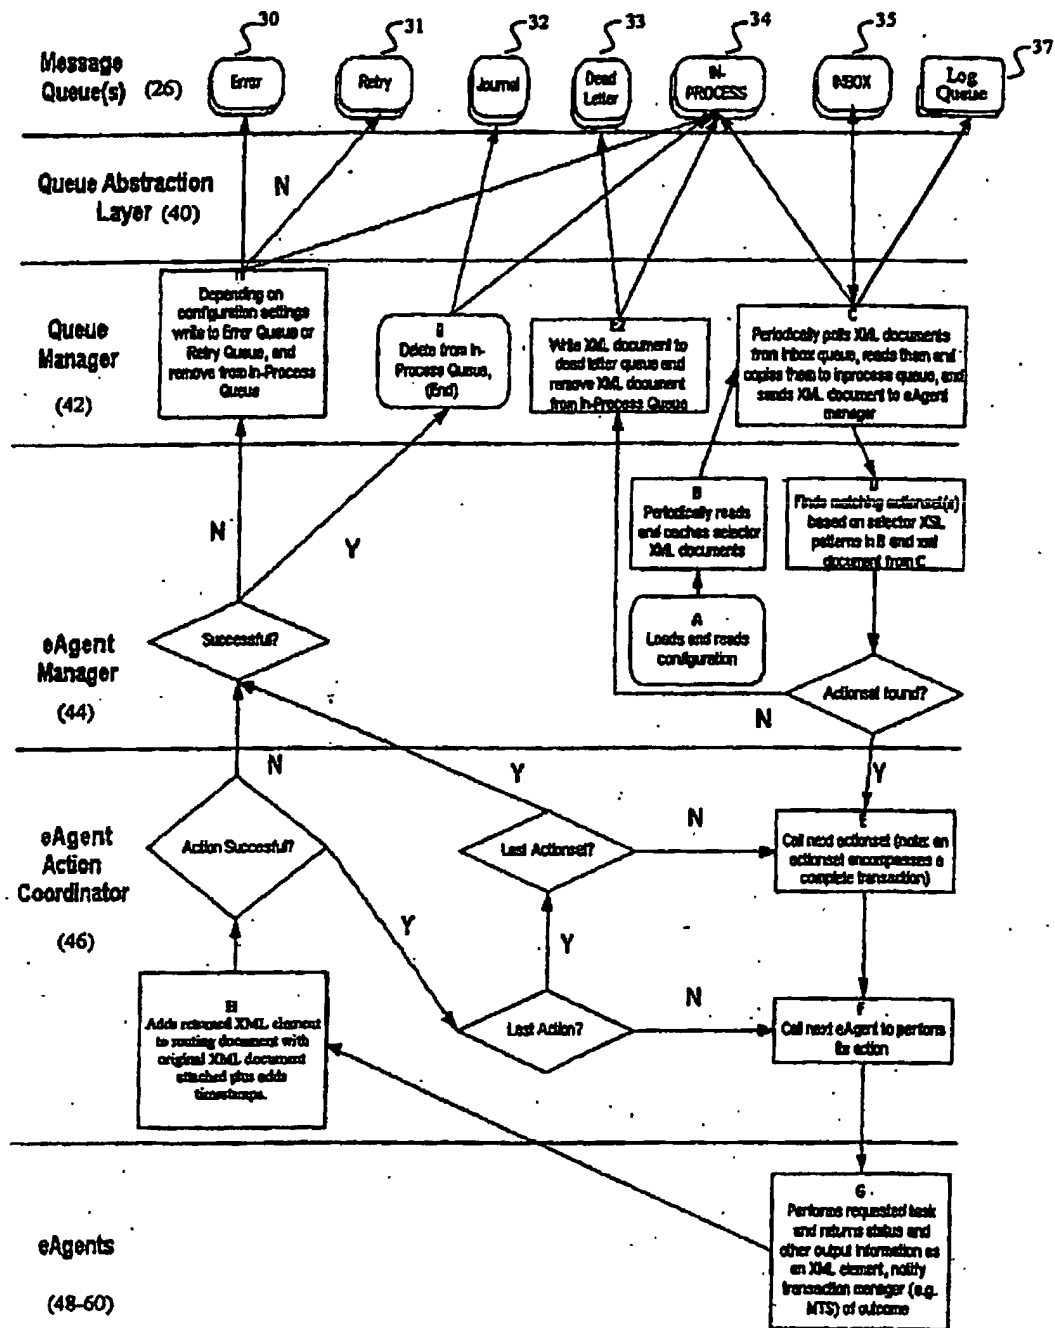 30
31
32
33
34
35
37
Message
Queue(s) (26)
Error
Retry
Journal
Dead
Letter
IN-
PROCESS
INBOX
Log
Queue
Queue Abstraction
Layer (40)
N
Queue
Manager
(42)
Depending on
configuration settings
write to Error Queue or
Retry Queue, and
remove from In-Process
Queue
Delete from In-
Process Queue,
(End)
E2
Write XML document to
dead letter queue and
remove XML document
from In-Process Queue
C
Periodically polls XML documents
from inbox queue, reads them and
copies them to inprocess queue, and
sends XML document to eAgent
manager
eAgent
Manager
(44)
N
Y
Successful?
B
Periodically reads
and caches selector
XML documents
A
Loads and reads
configuration
D
Finds matching actionset(s)
based on selector XSL
patterns in B and xml
document from C
Actionset found?
N
Y
eAgent
Action
Coordinator
(46)
N
Action Successful?
Y
Y
Last Actionset?
N
E
Call next actionset (note: an
actionset encompasses a
complete transaction)
Y
Last Action?
N
F
Call next eAgent to perform
its action
H
Adds returned XML element
to routing document with
original XML document
attached plus adds
timestamps.
eAgents
(48-60)
G
Performs requested task
and returns status and
other output information as
an XML element, notify
transaction manager (e.g.
MTS) of outcome